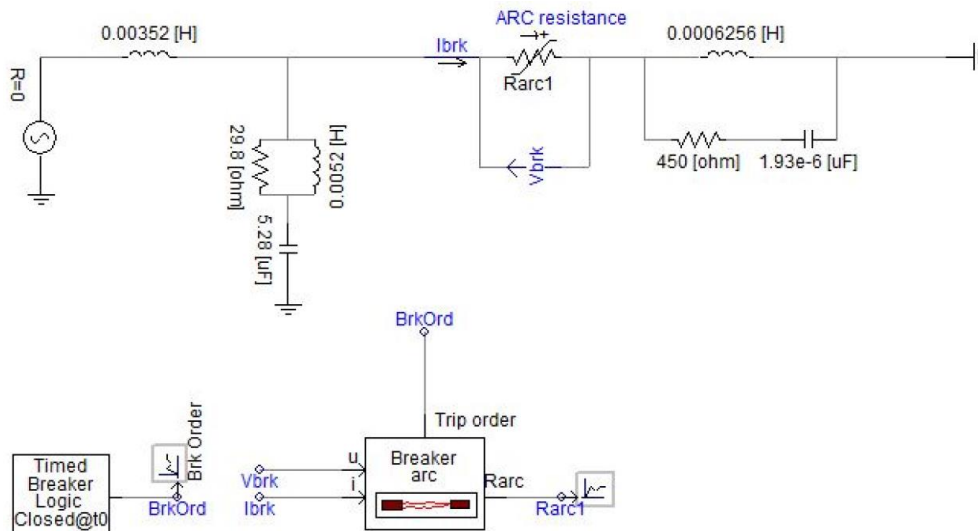 ARC resistance
0.00352 [H]
Ibrk
0.0006256 [H]
R=0
Rarc1
29.8 [ohm]
0.0052 [H]
Vbrk
450 [ohm]
1.93e-6 [uF]
5.28 [uF]
BrkOrd
Brk Order
Trip order
Timed
Breaker
Logic
Closed@t0
BrkOrd
Vbrk
Ibrk
u
i
Breaker
arc
Rarc
Rarc1